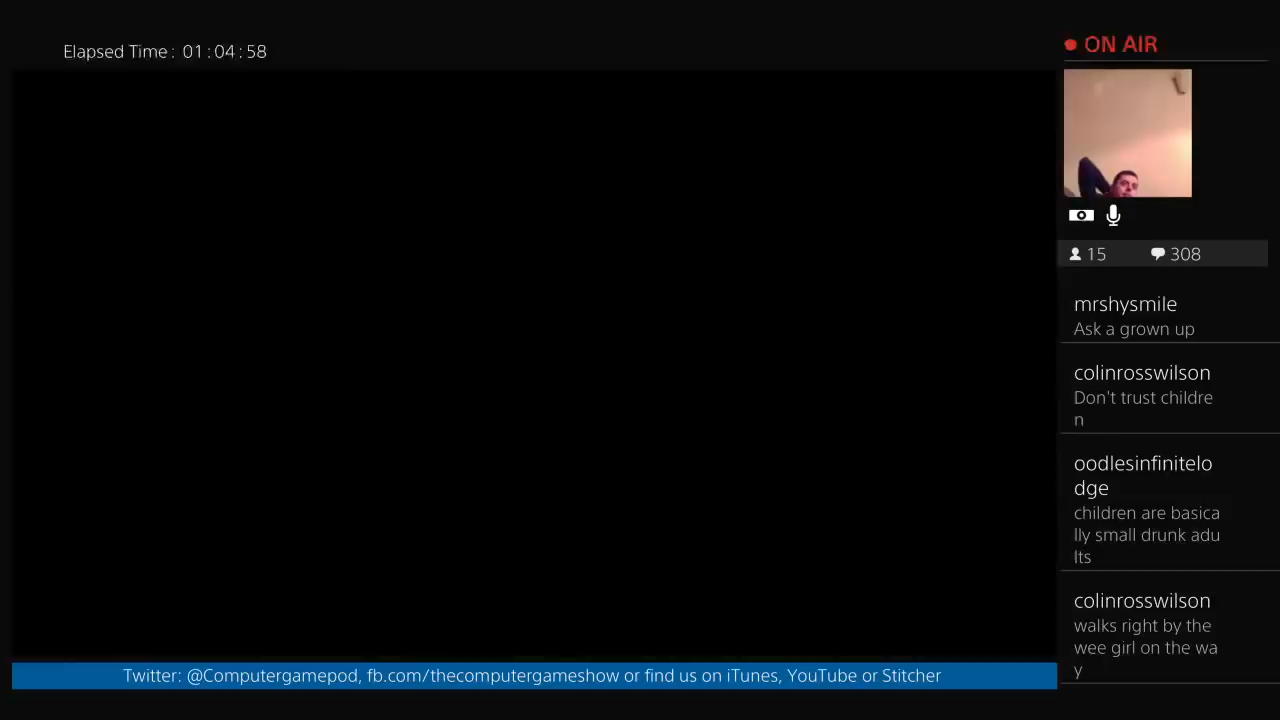 Elapsed Time: 01:04:58
ON AIR
15 308
mrshysmile
Ask a grown up
colinrosswilson
Don't trust childre
n
oodlesinfinitelo
dge
children are basica
lly small drunk adu
lts
colinrosswilson
walks right by the
wee girl on the wa
y
Twitter: @Computergamepod, fb.com/thecomputergameshow or find us on iTunes, YouTube or Stitcher